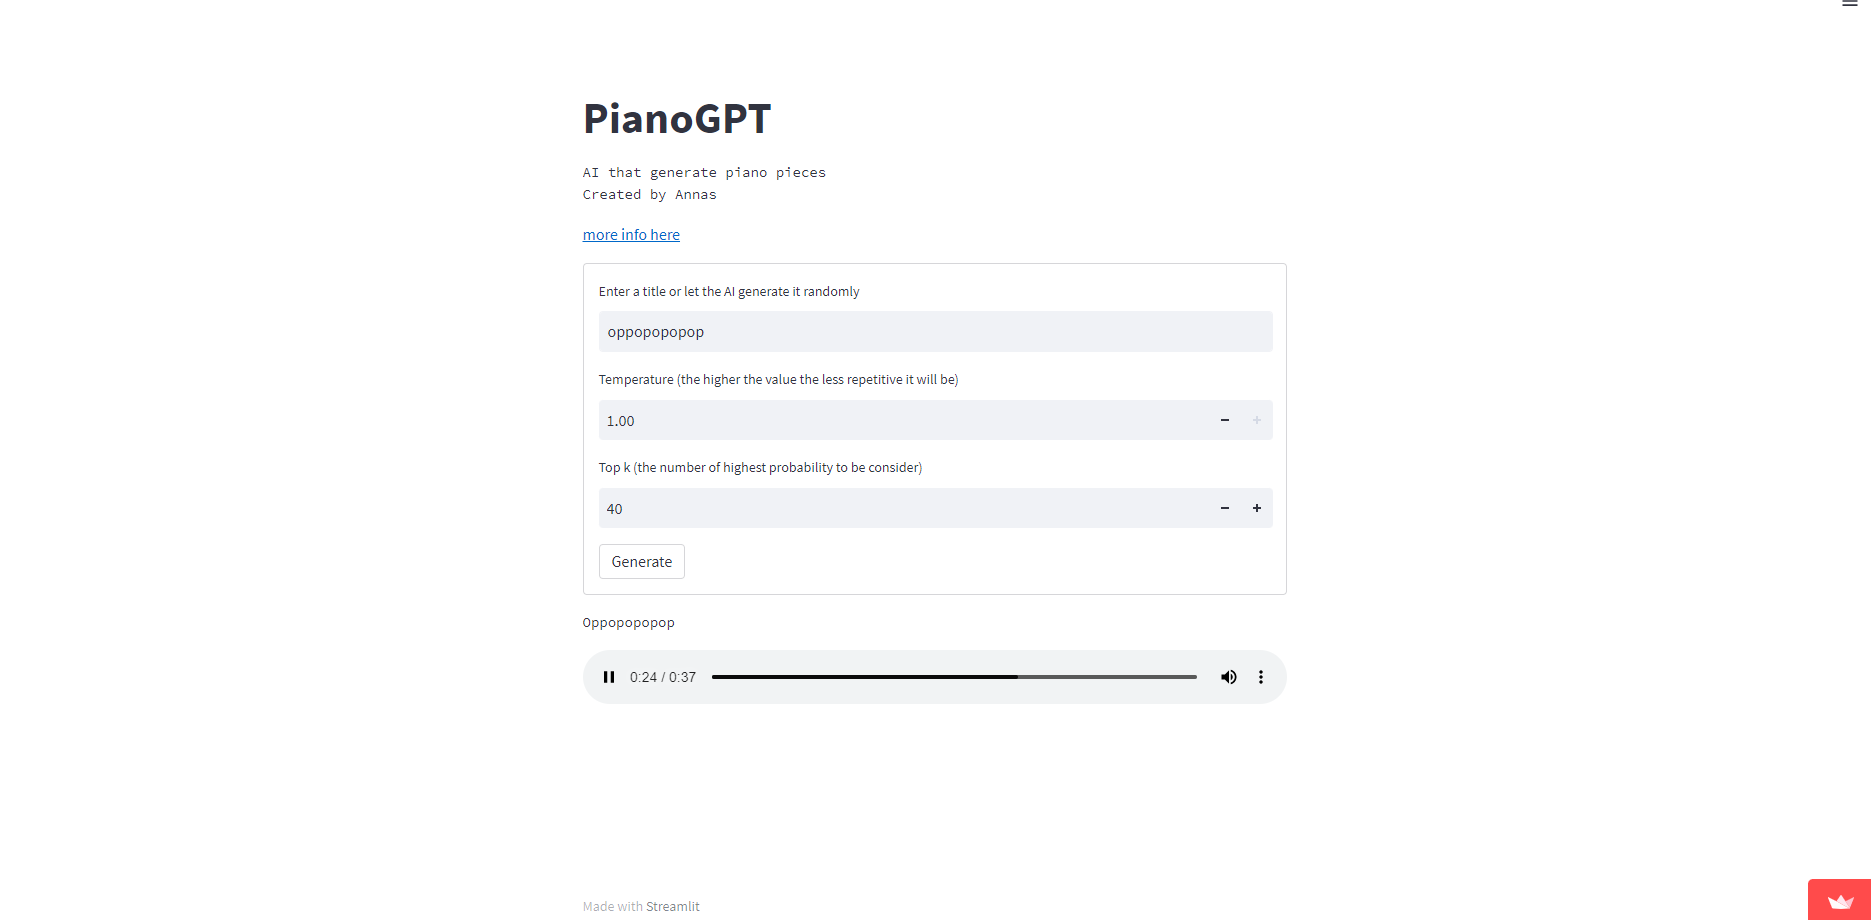 PianoGPT
AI that generate piano pieces
Created by Annas
more info here
Enter a title or let the AI generate it randomly
oppopopopop
Temperature (the higher the value the less repetitive it will be)
1.00
Top k (the number of highest probability to be consider)
40
Generate
Oppopopopop
0:24 / 0:37
Made with Streamlit